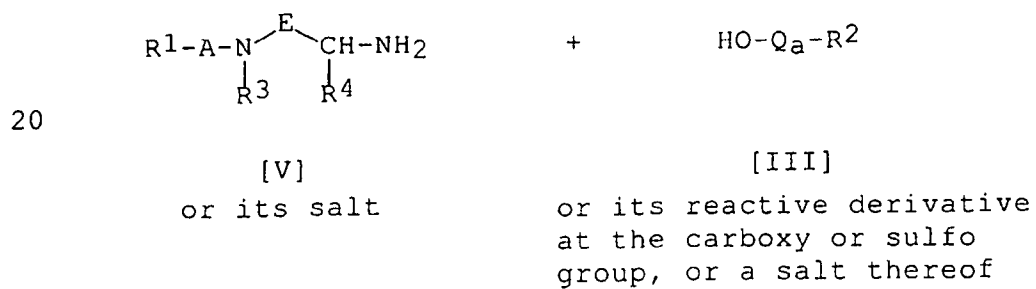 E
R1-A-N CH-NH2 + HO-Qa-R2
R3 R4
20
[V] [III]
or its salt or its reactive derivative
at the carboxy or sulfo
group, or a salt thereof